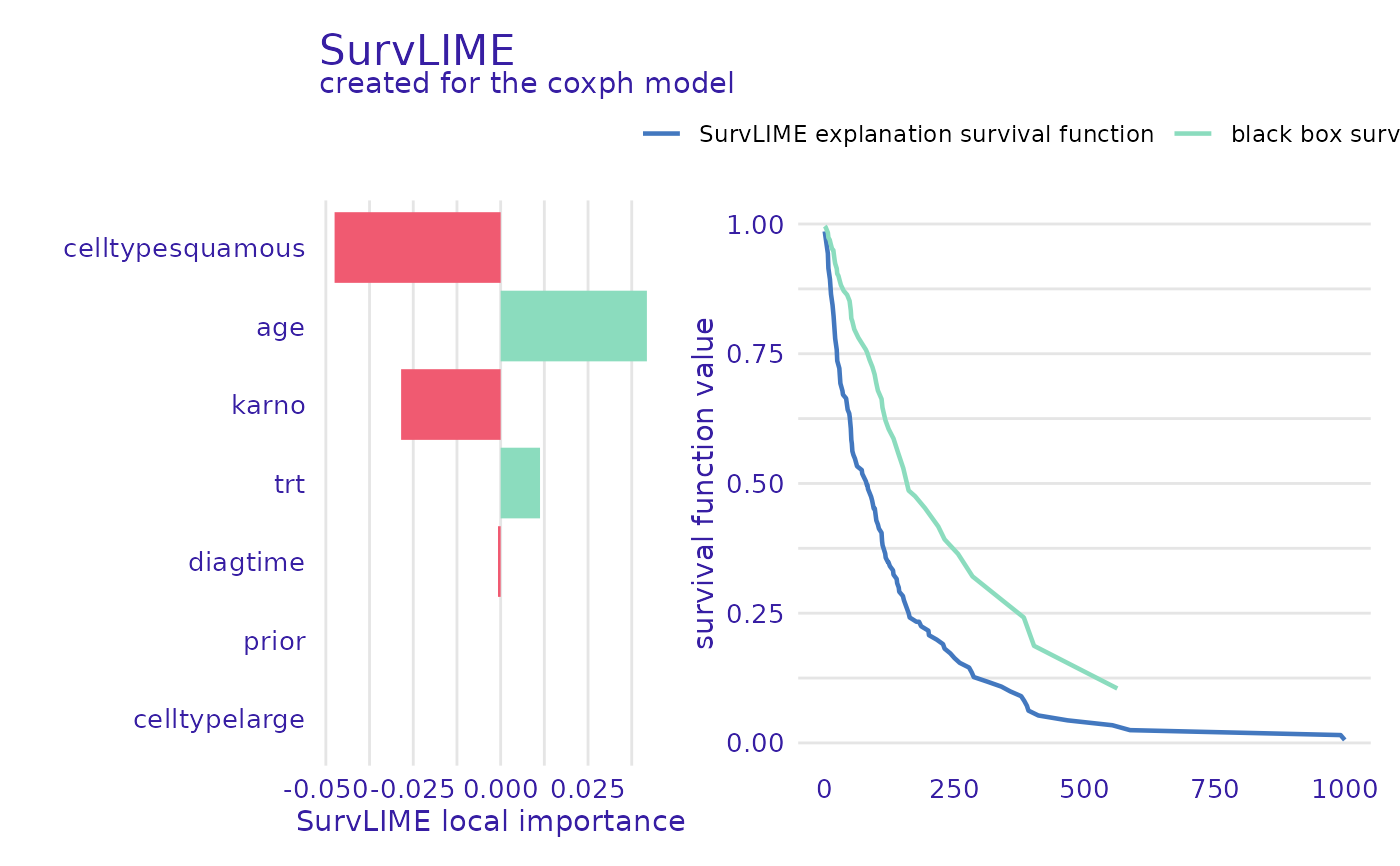 SurvLIME
created for the coxph model
SurvLIME explanation survival function
black box surv
celltypesquamous
age
karno
trt
diagtime
prior
celltypelarge
-0.050 -0.025 0.000 0.025
SurvLIME local importance
survival function value
1.00
0.75
0.50
0.25
0.00
0 250 500 750 1000